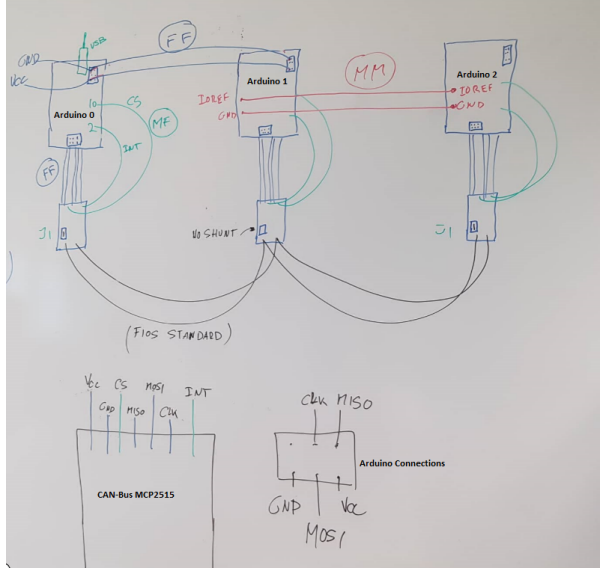 USB
GND
VCC
FF
Arduino 0
10
CS
2
INT
MF
FF
J1
Arduino 1
IOREF
GND
MM
Arduino 2
IOREF
GND
NO SHUNT
J1
(FIOS STANDARD)
VCC CS MOSI INT
GND MISO CLK
CAN-Bus MCP2515
CLK MISO
Arduino Connections
GND VCC
MOSI